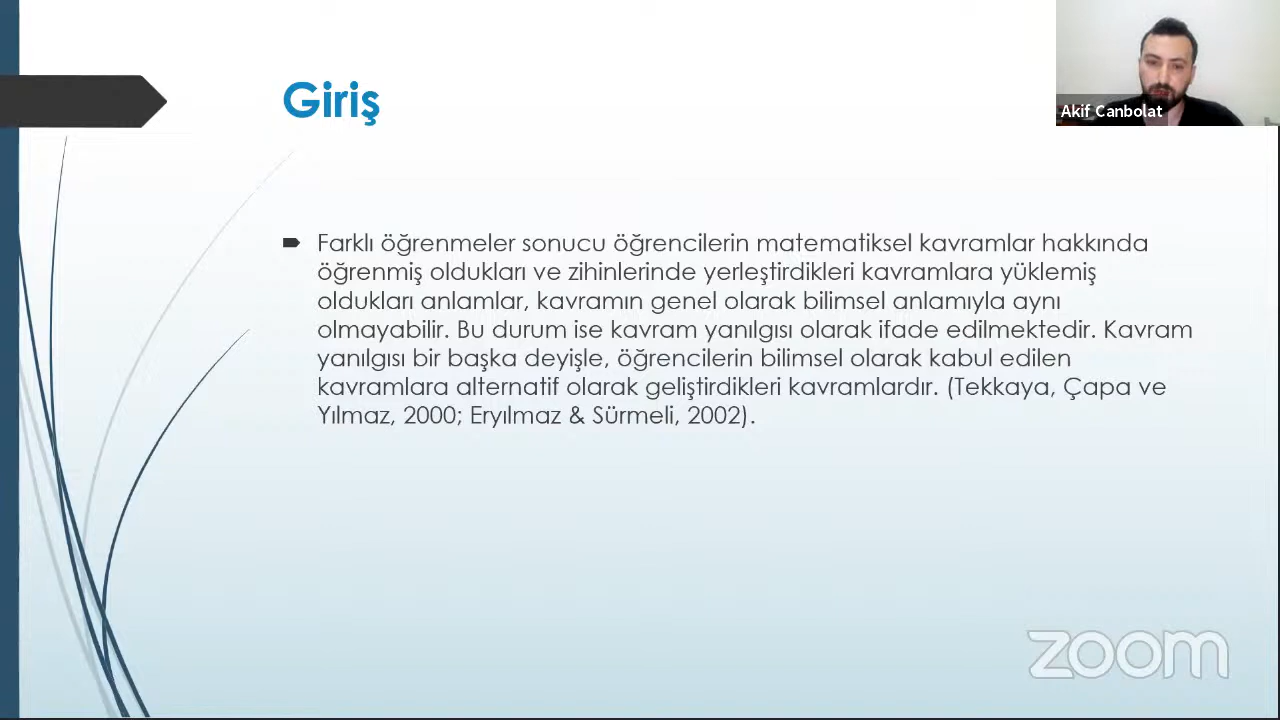 Giriş
Akif Canbolat
Farklı öğrenmeler sonucu öğrencilerin matematiksel kavramlar hakkında
öğrenmiş oldukları ve zihinlerinde yerleştirdikleri kavramlara yüklemiş
oldukları anlamlar, kavramın genel olarak bilimsel anlamıyla aynı
olmayabilir. Bu durum ise kavram yanılgısı olarak ifade edilmektedir. Kavram
yanılgısı bir başka deyişle, öğrencilerin bilimsel olarak kabul edilen
kavramlara alternatif olarak geliştirdikleri kavramlardır. (Tekkaya, Çapa ve
Yılmaz, 2000; Eryılmaz & Sürmeli, 2002).
zoom